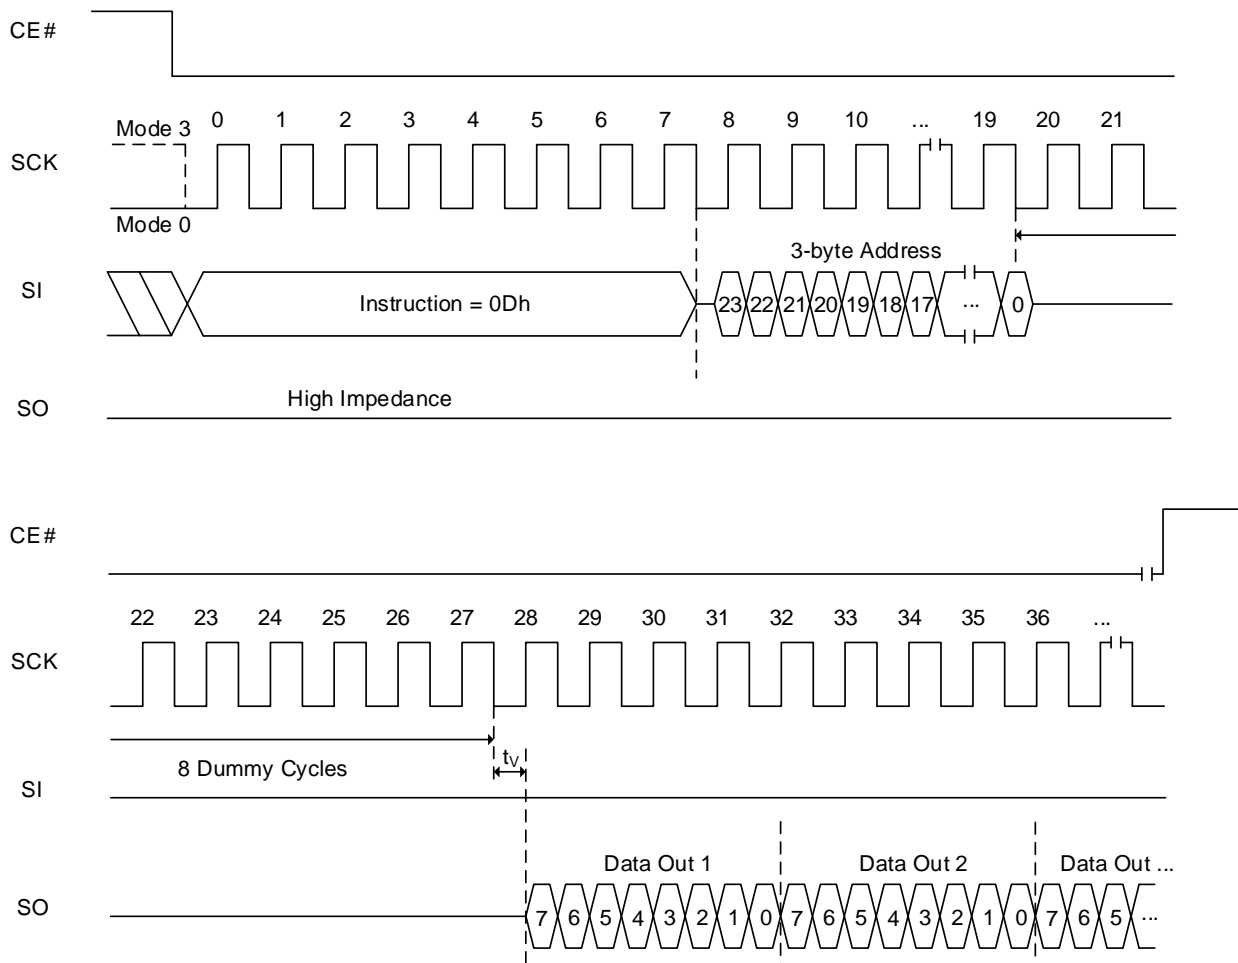 CE#
Mode 3
0 1 2 3 4 5 6 7 8 9 10 ... 19 20 21
SCK
Mode 0
3-byte Address
SI
Instruction = 0Dh
23 22 21 20 19 18 17 ... 0
High Impedance
SO
CE#
22 23 24 25 26 27 28 29 30 31 32 33 34 35 36 ...
SCK
8 Dummy Cycles
tV
SI
Data Out 1 Data Out 2 Data Out ...
SO
7 6 5 4 3 2 1 0 7 6 5 4 3 2 1 0 7 6 5 ...